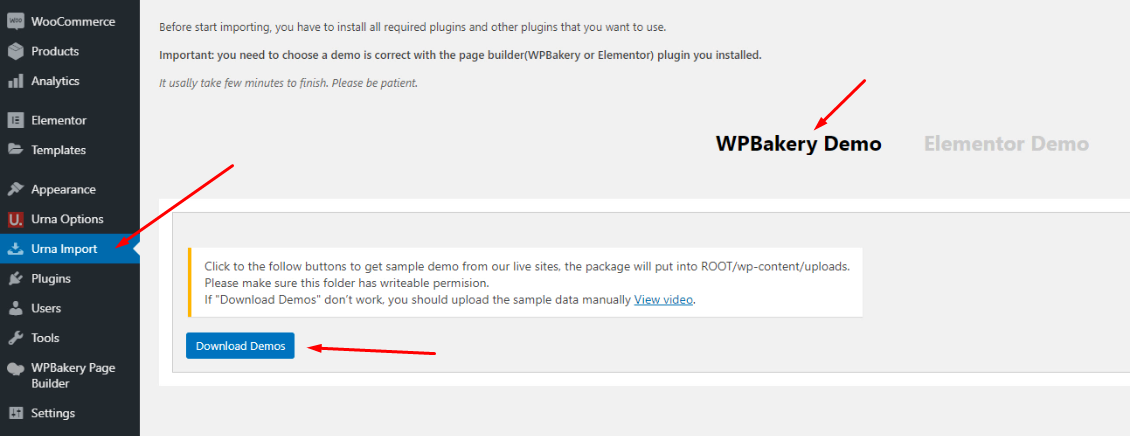 WooCommerce
Products
Analytics
Elementor
Templates
Appearance
U.
Urna Options
Urna Import
Plugins
Users
Tools
WPBakery Page
Builder
Settings
Before start importing, you have to install all required plugins and other plugins that you want to use.
Important: you need to choose a demo is correct with the page builder(WPBakery or Elementor) plugin you installed.
It usally take few minutes to finish. Please be patient.
WPBakery Demo
Elementor Demo
Click to the follow buttons to get sample demo from our live sites, the package will put into ROOT/wp-content/uploads.
Please make sure this folder has writeable permision.
If "Download Demos" don't work, you should upload the sample data manually View video.
Download Demos